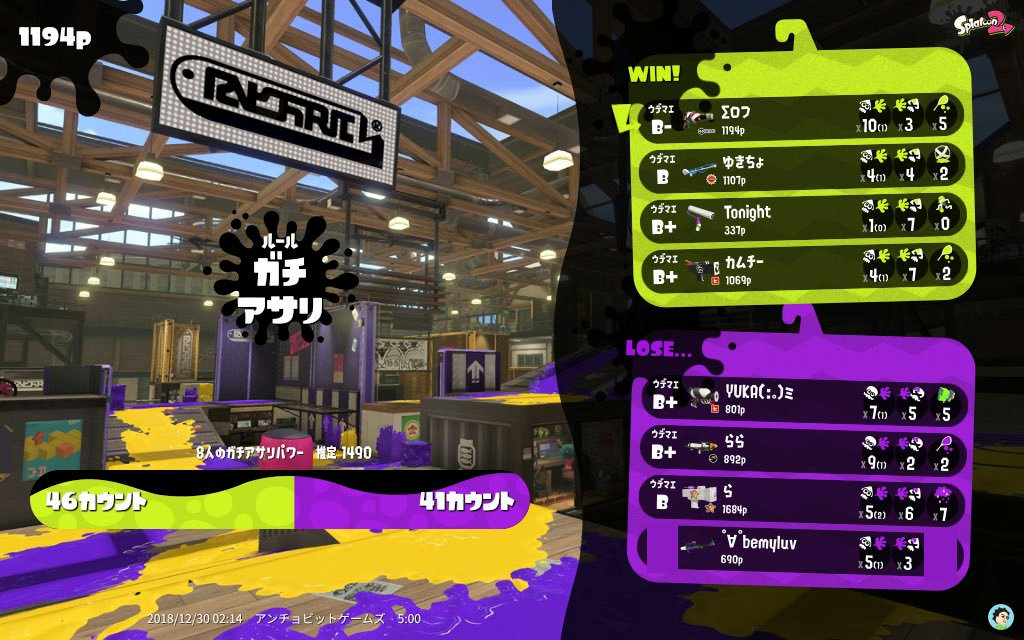 1194p
ルール
ガチ
アサリ
8人のガチアサリパワー 推定 1490
46カウント
41カウント
2018/12/30 02:14 アンチョビットゲームズ 5:00
Splatoon 2
WIN!
ウデマエ
B-
Σロフ
1194p
x10(1) x3 x5
ウデマエ
B
ゆきちょ
1107p
x4(1) x4 x2
ウデマエ
B+
Tonight
337p
x1(0) x7 x0
ウデマエ
B+
カムチー
1069p
x4(1) x7 x2
LOSE...
ウデマエ
B+
YUKA(:。)ミ
801p
x7(1) x5 x5
ウデマエ
B+
らら
892p
x9(1) x2 x2
ウデマエ
B
ら
1684p
x5(2) x6 x7
°∀°bemyluv
690p
x5(1) x3